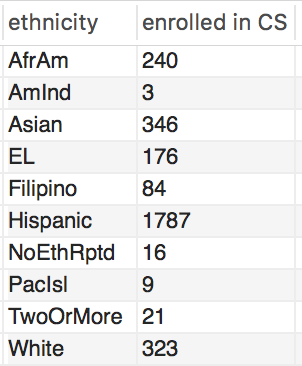 ethnicity enrolled in CS
AfrAm 240
AmInd 3
Asian 346
EL 176
Filipino 84
Hispanic 1787
NoEthRptd 16
PacIsl 9
TwoOrMore 21
White 323